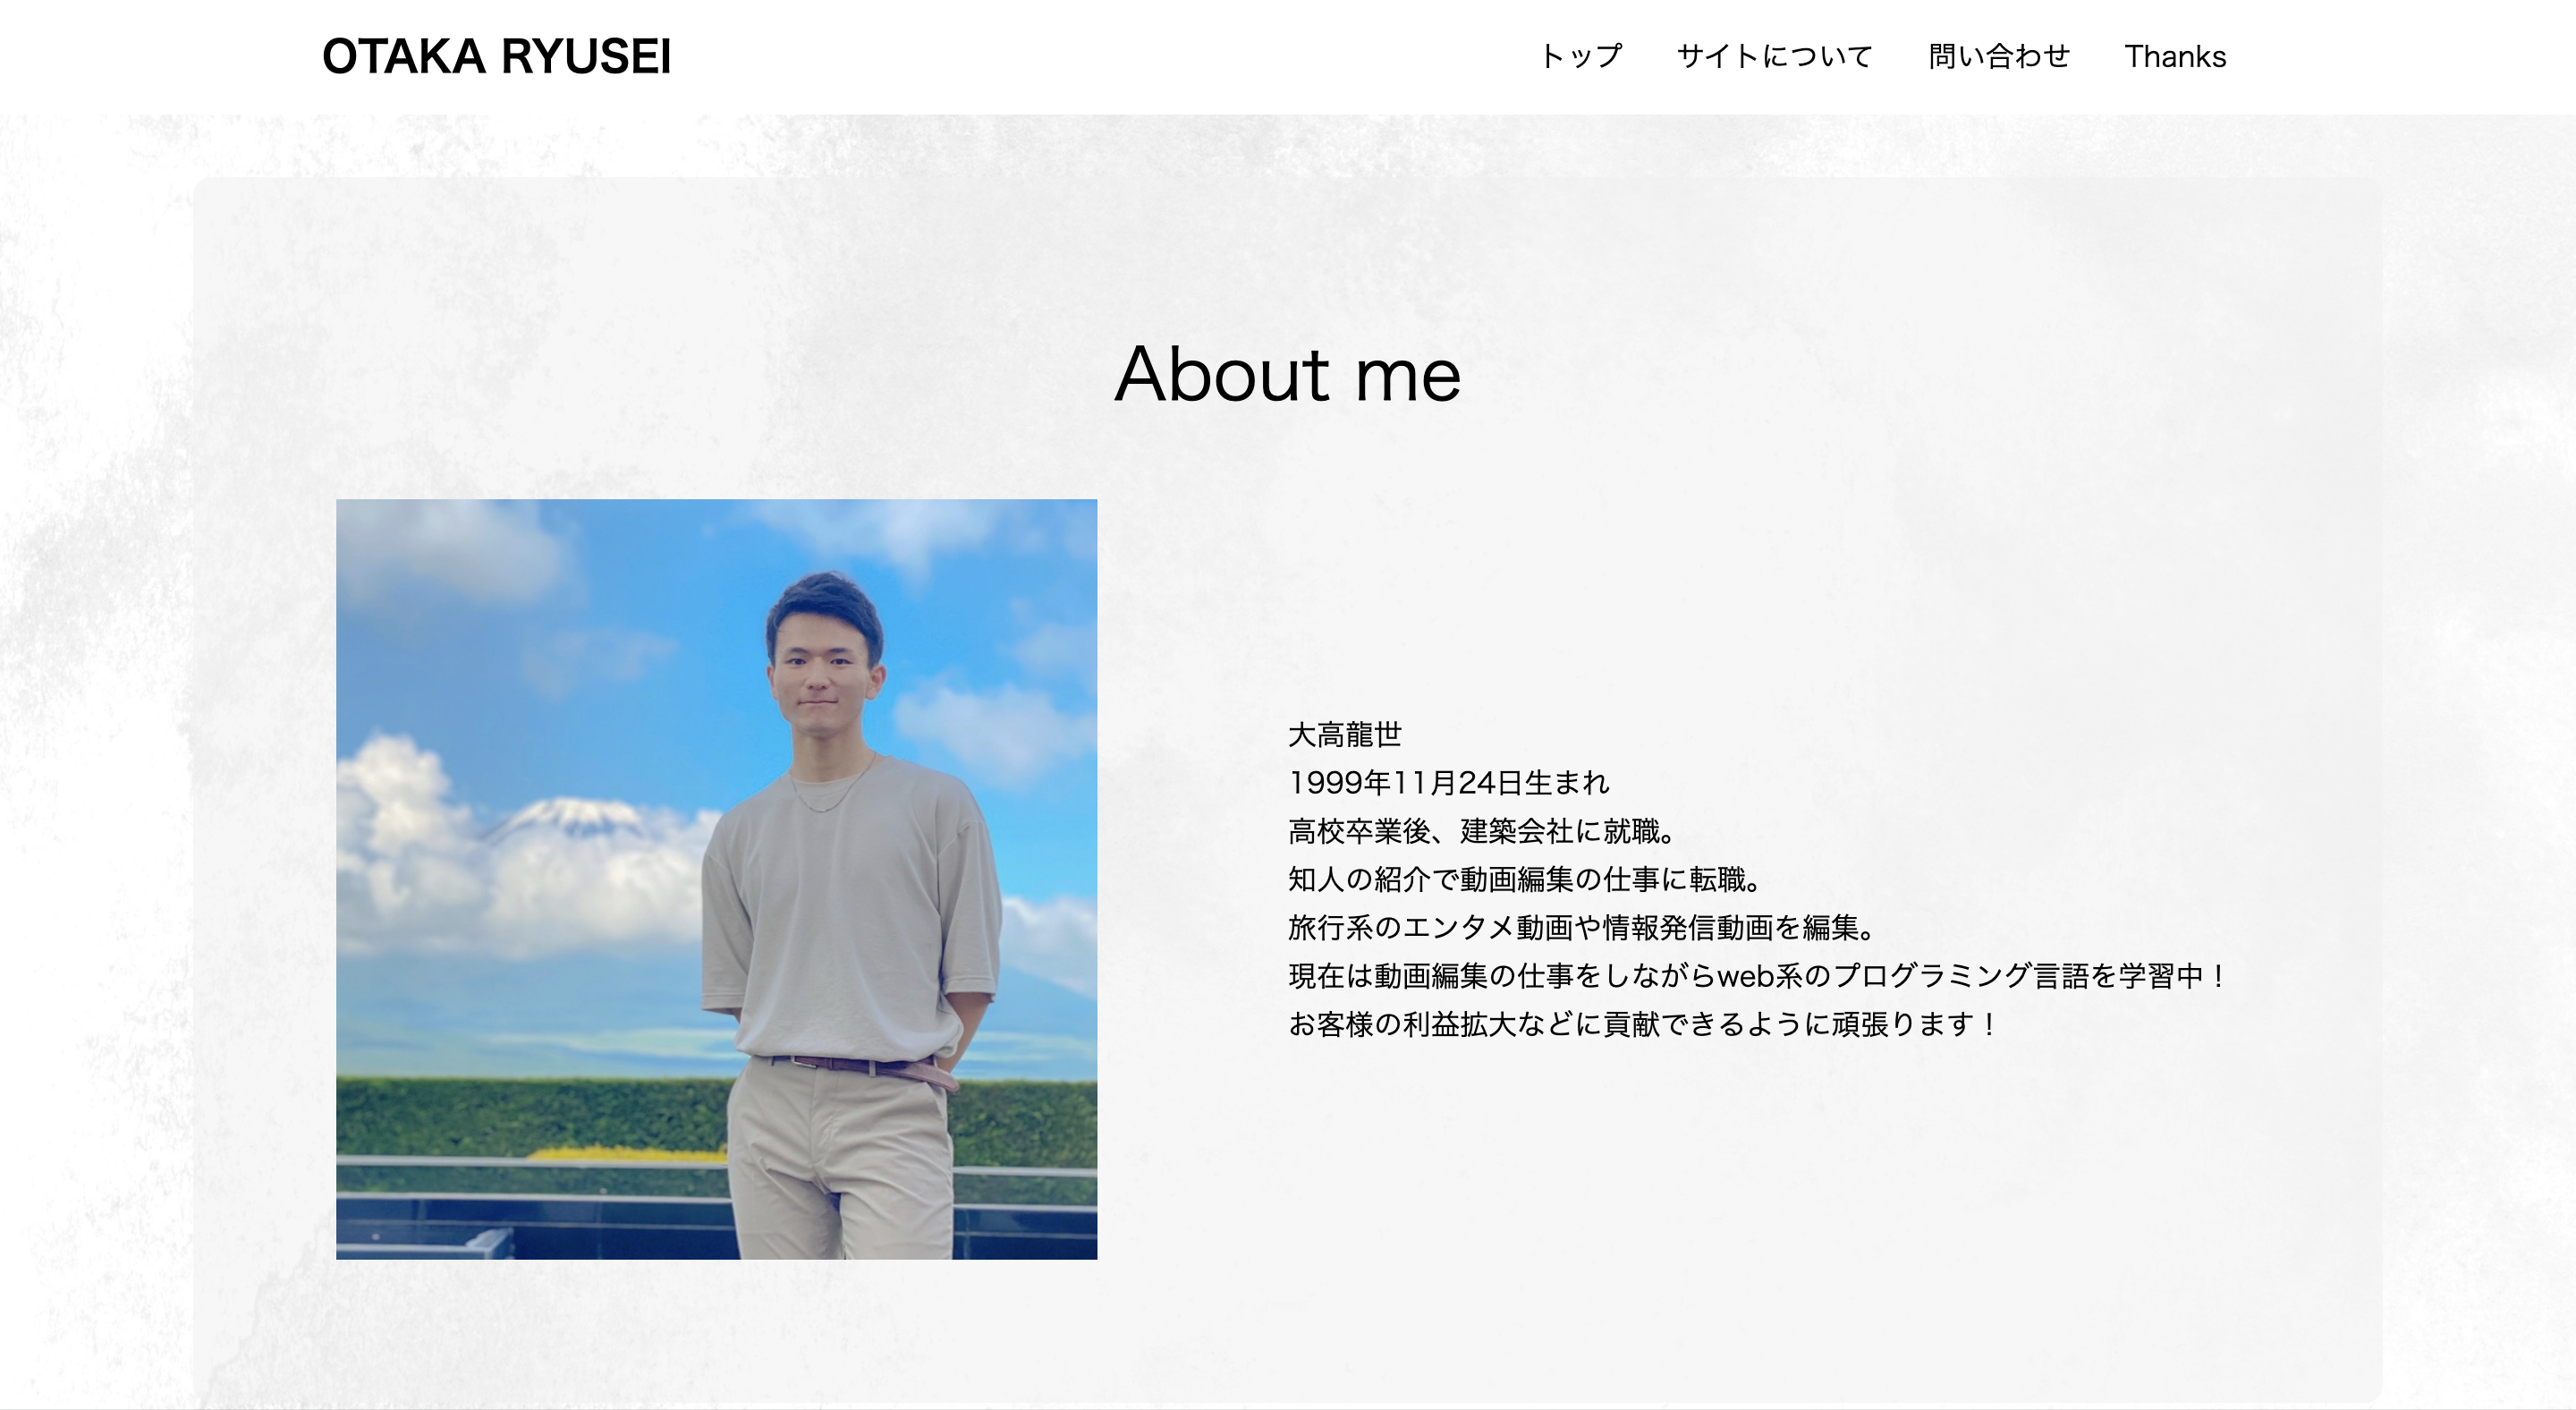 OTAKA RYUSEI
トップ サイトについて 問い合わせ Thanks
About me
大高龍世
1999年11月24日生まれ
高校卒業後、建築会社に就職。
知人の紹介で動画編集の仕事に転職。
旅行系のエンタメ動画や情報発信動画を編集。
現在は動画編集の仕事をしながらweb系のプログラミング言語を学習中！
お客様の利益拡大などに貢献できるように頑張ります！